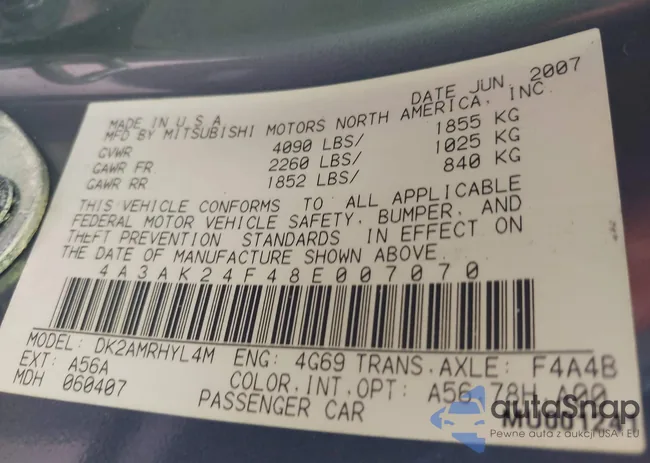 DATE JUN 2007
MADE IN U.S.A
MFD BY MITSUBISHI MOTORS NORTH AMERICA, INC.
GVWR 4090 LBS/ 1855 KG
GAWR FR 2260 LBS/ 1025 KG
GAWR RR 1852 LBS/ 840 KG
THIS VEHICLE CONFORMS TO ALL APPLICABLE
FEDERAL MOTOR VEHICLE SAFETY, BUMPER, AND
THEFT PREVENTION STANDARDS IN EFFECT ON
THE DATE OF MANUFACTURE SHOWN ABOVE.
4A3AK24F48E007070
MODEL: DK2AMRHYL4M ENG: 4G69 TRANS.AXLE: F4A4B
EXT: A56A COLOR.INT.OPT: A56.78H A00
MDH 060407 PASSENGER CAR
autoSnap
Pewne auta z aukcji USA i EU